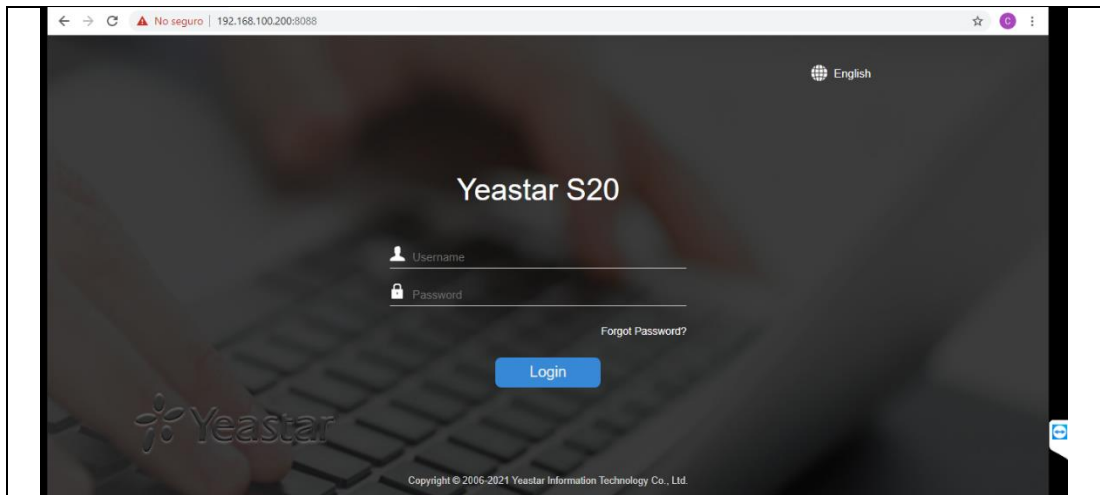 No seguro | 192.168.100.200:8088
C
English
Yeastar S20
Username
Password
Forgot Password?
Login
Yeastar
Copyright © 2006-2021 Yeastar Information Technology Co., Ltd.